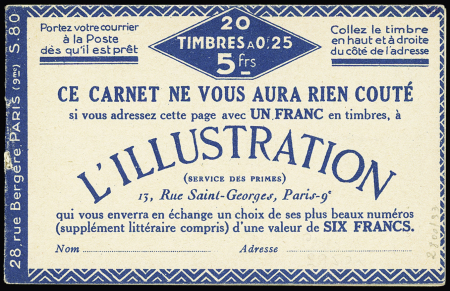 Portez votre courrier
à la Poste
dès qu'il est prêt
20
TIMBRES A 0f.25
5 frs
Collez le timbre
en haut et à droite
du côté de l'adresse
CE CARNET NE VOUS AURA RIEN COUTÉ
si vous adressez cette page avec UN FRANC en timbres, à
L'ILLUSTRATION
(SERVICE DES PRIMES)
13, Rue Saint-Georges, Paris-9e
qui vous enverra en échange un choix de ses plus beaux numéros
(supplément littéraire compris) d'une valeur de SIX FRANCS.
Nom Adresse
28, rue Bergère, PARIS (9me) S.80